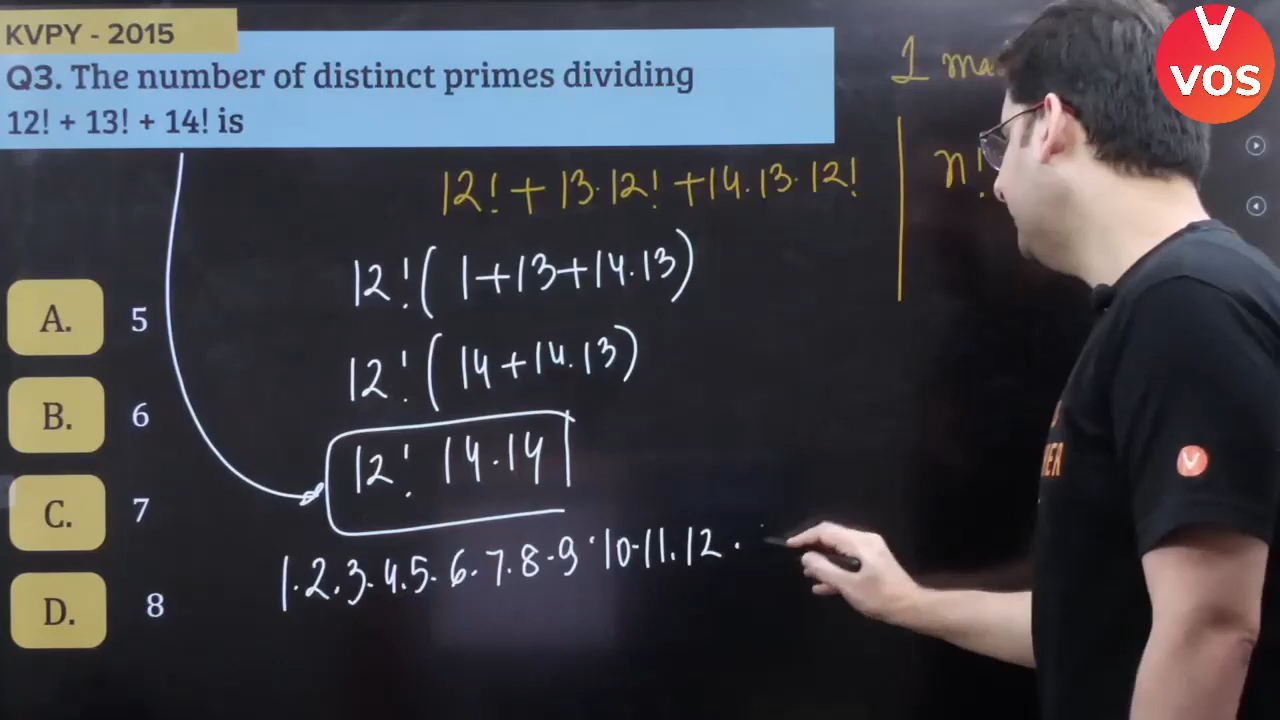 KVPY - 2015
Q3. The number of distinct primes dividing
12! + 13! + 14! is
VOS
1
n!
12! + 13·12! + 14·13·12!
12! ( 1+13+14·13)
12! ( 14+14·13)
12! 14·14
1·2·3·4·5·6·7·8·9·10·11·12·
A. 5
B. 6
C. 7
D. 8